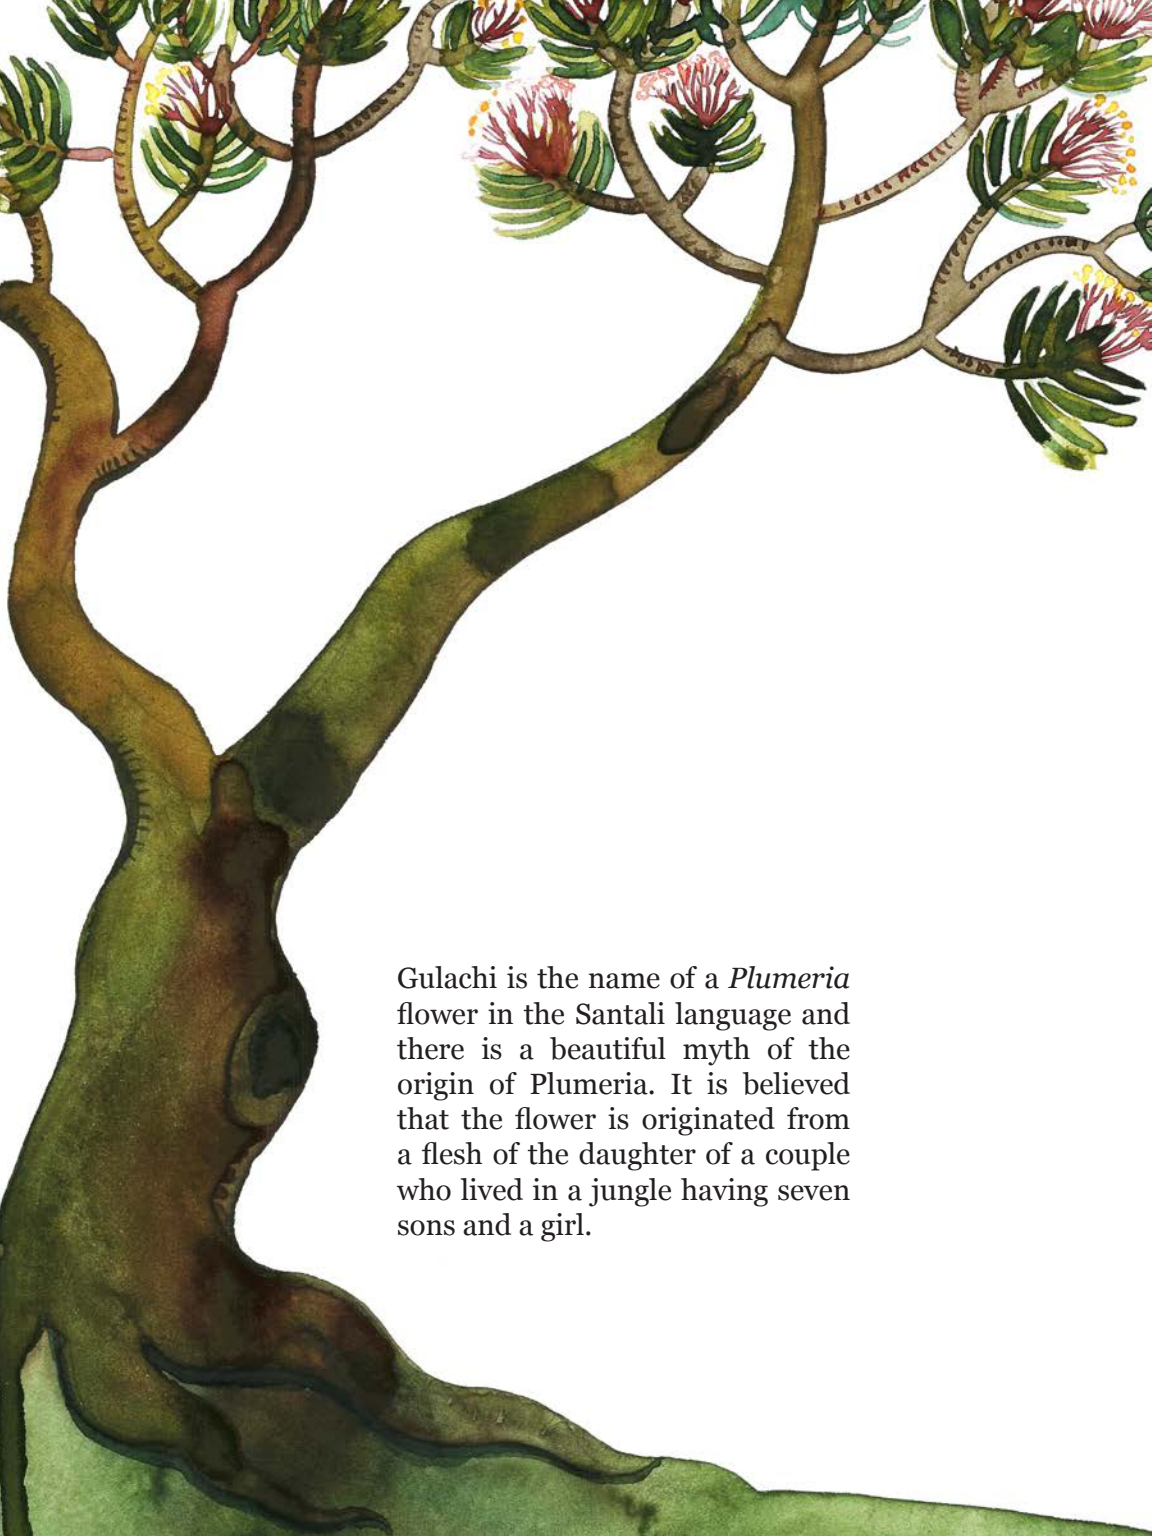 Gulachi is the name of a Plumeria
flower in the Santali language and
there is a beautiful myth of the
origin of Plumeria. It is believed
that the flower is originated from
a flesh of the daughter of a couple
who lived in a jungle having seven
sons and a girl.